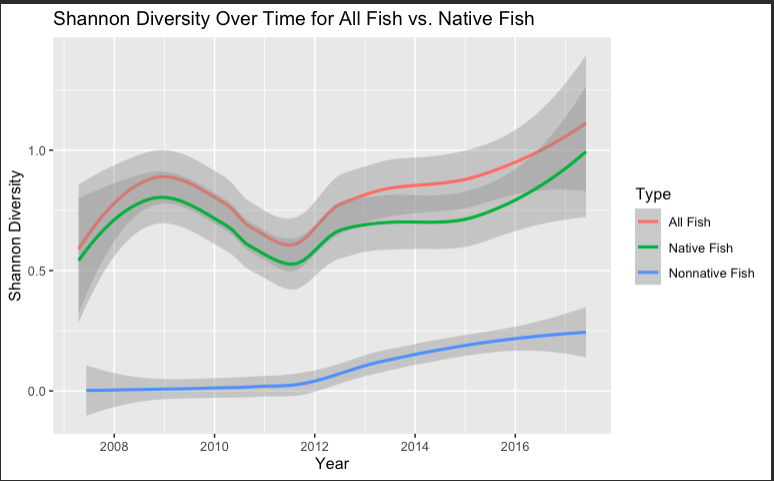 Shannon Diversity Over Time for All Fish vs. Native Fish
Shannon Diversity
1.0
0.5
0.0
2008 2010 2012 2014 2016
Year
Type
All Fish
Native Fish
Nonnative Fish